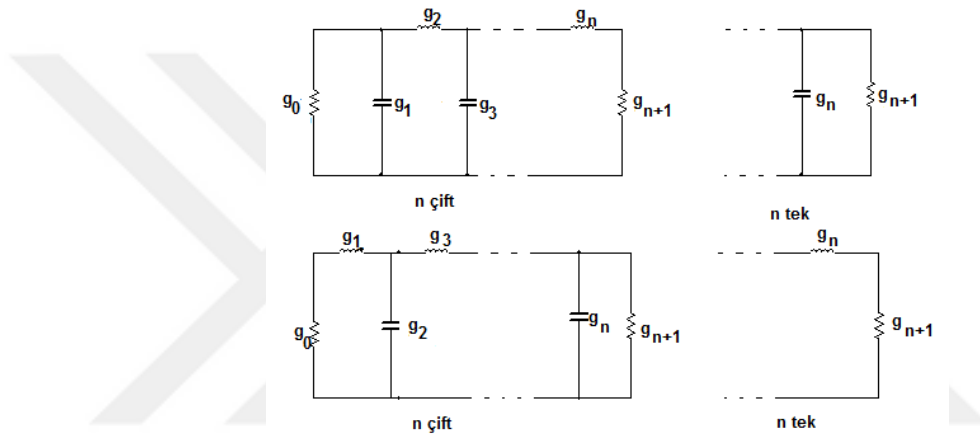 g2 gn
g0 g1 g3 gn+1 gn gn+1
n çift n tek
g1 g3 gn
g0 g2 gn gn+1 gn+1
n çift n tek